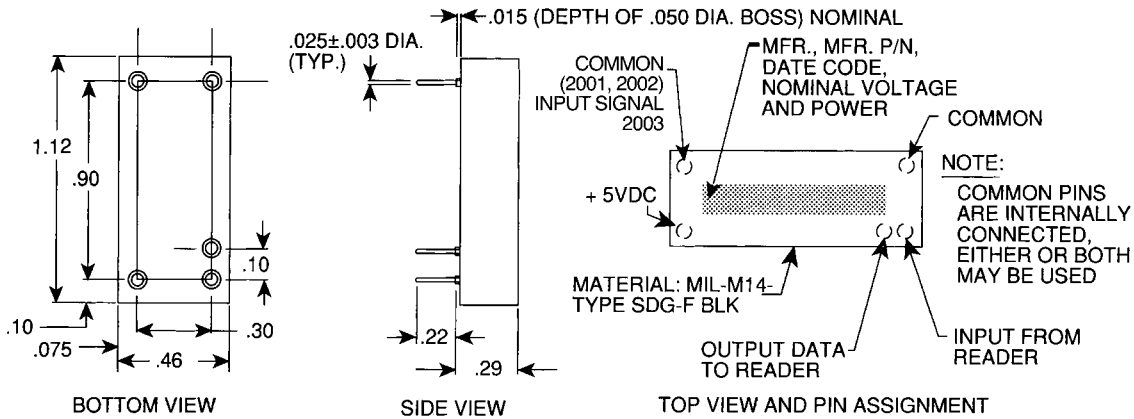 .015 (DEPTH OF .050 DIA. BOSS) NOMINAL
.025±.003 DIA.
(TYP.)
1.12
.90
.10
.10
.075
.30
.46
BOTTOM VIEW
.22
.29
SIDE VIEW
COMMON
(2001, 2002)
INPUT SIGNAL
2003
MFR., MFR. P/N,
DATE CODE,
NOMINAL VOLTAGE
AND POWER
COMMON
+ 5VDC
NOTE:
COMMON PINS
ARE INTERNALLY
CONNECTED,
EITHER OR BOTH
MAY BE USED
MATERIAL: MIL-M14-
TYPE SDG-F BLK
OUTPUT DATA
TO READER
INPUT FROM
READER
TOP VIEW AND PIN ASSIGNMENT